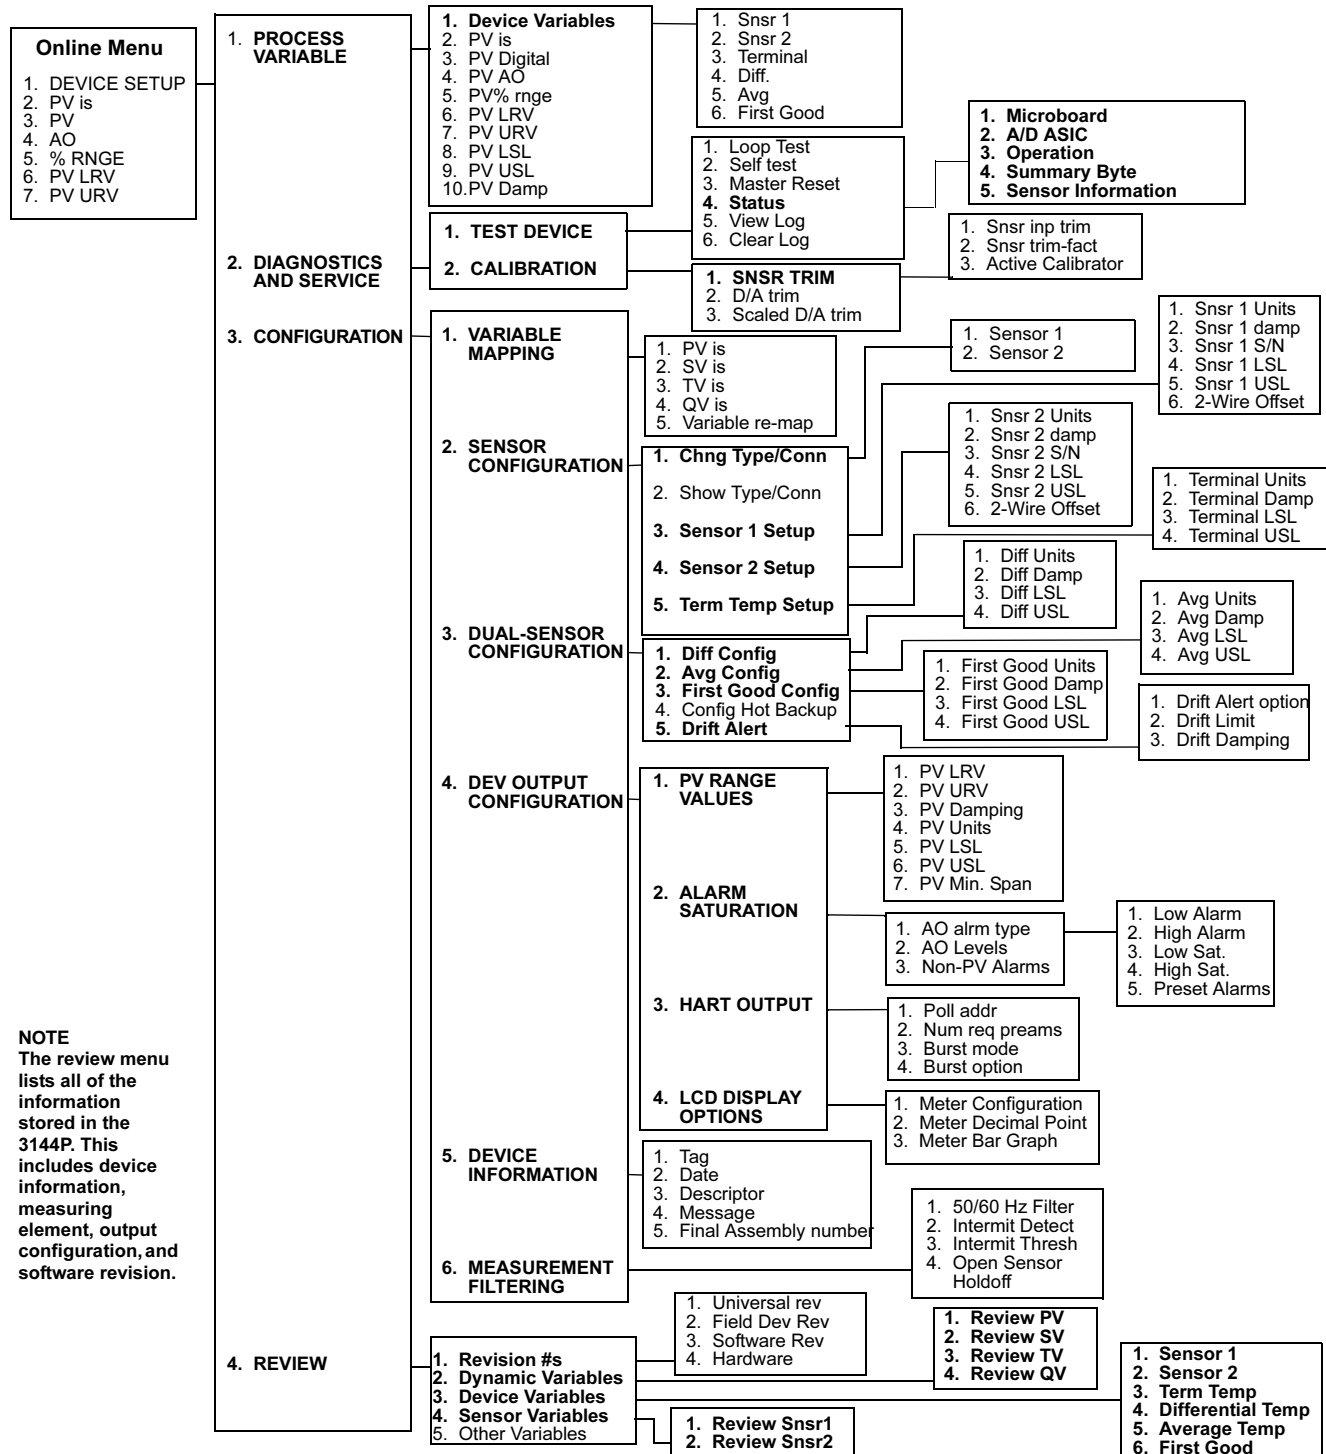 Online Menu
1. DEVICE SETUP
2. PV is
3. PV
4. AO
5. % RNGE
6. PV LRV
7. PV URV
1. PROCESS
VARIABLE
2. DIAGNOSTICS
AND SERVICE
3. CONFIGURATION
4. REVIEW
1. Device Variables
2. PV is
3. PV Digital
4. PV AO
5. PV% rnge
6. PV LRV
7. PV URV
8. PV LSL
9. PV USL
10.PV Damp
1. Snsr 1
2. Snsr 2
3. Terminal
4. Diff.
5. Avg
6. First Good
1. TEST DEVICE
2. CALIBRATION
1. Loop Test
2. Self test
3. Master Reset
4. Status
5. View Log
6. Clear Log
1. Microboard
2. A/D ASIC
3. Operation
4. Summary Byte
5. Sensor Information
1. SNSR TRIM
2. D/A trim
3. Scaled D/A trim
1. Snsr inp trim
2. Snsr trim-fact
3. Active Calibrator
1. VARIABLE
MAPPING
2. SENSOR
CONFIGURATION
3. DUAL-SENSOR
CONFIGURATION
4. DEV OUTPUT
CONFIGURATION
5. DEVICE
INFORMATION
6. MEASUREMENT
FILTERING
1. PV is
2. SV is
3. TV is
4. QV is
5. Variable re-map
1. Chng Type/Conn
2. Show Type/Conn
3. Sensor 1 Setup
4. Sensor 2 Setup
5. Term Temp Setup
1. Sensor 1
2. Sensor 2
1. Snsr 1 Units
2. Snsr 1 damp
3. Snsr 1 S/N
4. Snsr 1 LSL
5. Snsr 1 USL
6. 2-Wire Offset
1. Snsr 2 Units
2. Snsr 2 damp
3. Snsr 2 S/N
4. Snsr 2 LSL
5. Snsr 2 USL
6. 2-Wire Offset
1. Terminal Units
2. Terminal Damp
3. Terminal LSL
4. Terminal USL
1. Diff Config
2. Avg Config
3. First Good Config
4. Config Hot Backup
5. Drift Alert
1. Diff Units
2. Diff Damp
3. Diff LSL
4. Diff USL
1. Avg Units
2. Avg Damp
3. Avg LSL
4. Avg USL
1. First Good Units
2. First Good Damp
3. First Good LSL
4. First Good USL
1. Drift Alert option
2. Drift Limit
3. Drift Damping
1. PV RANGE
VALUES
2. ALARM
SATURATION
3. HART OUTPUT
4. LCD DISPLAY
OPTIONS
1. PV LRV
2. PV URV
3. PV Damping
4. PV Units
5. PV LSL
6. PV USL
7. PV Min. Span
1. AO alrm type
2. AO Levels
3. Non-PV Alarms
1. Low Alarm
2. High Alarm
3. Low Sat.
4. High Sat.
5. Preset Alarms
1. Poll addr
2. Num req preams
3. Burst mode
4. Burst option
1. Meter Configuration
2. Meter Decimal Point
3. Meter Bar Graph
1. Tag
2. Date
3. Descriptor
4. Message
5. Final Assembly number
1. 50/60 Hz Filter
2. Intermit Detect
3. Intermit Thresh
4. Open Sensor
Holdoff
1. Revision #s
2. Dynamic Variables
3. Device Variables
4. Sensor Variables
5. Other Variables
1. Universal rev
2. Field Dev Rev
3. Software Rev
4. Hardware
1. Review PV
2. Review SV
3. Review TV
4. Review QV
1. Sensor 1
2. Sensor 2
3. Term Temp
4. Differential Temp
5. Average Temp
6. First Good
1. Review Snsr1
2. Review Snsr2
NOTE
The review menu
lists all of the
information
stored in the
3144P. This
includes device
information,
measuring
element, output
configuration, and
software revision.